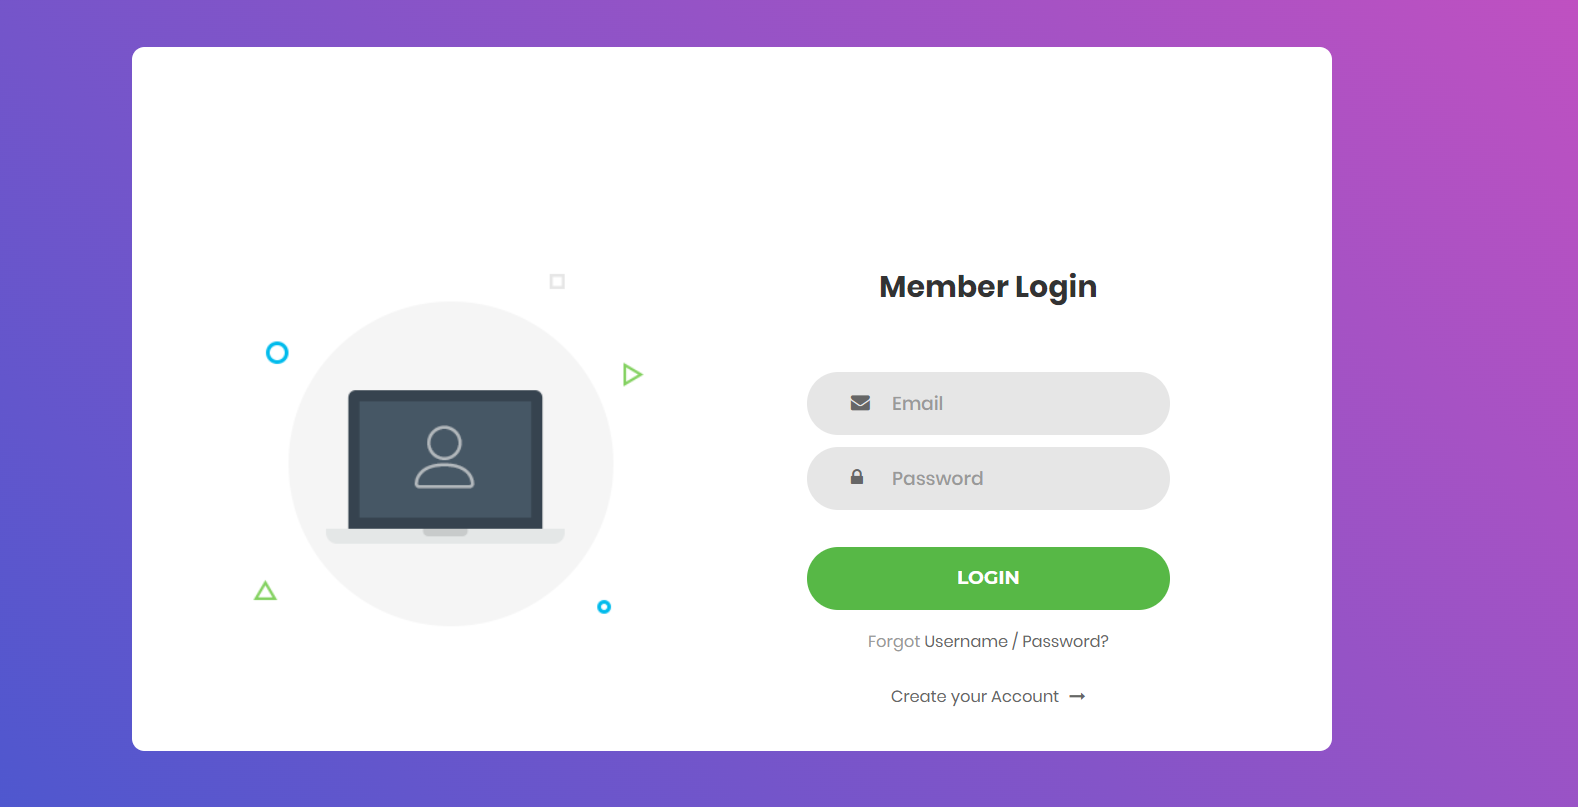 Member Login
Email
Password
LOGIN
Forgot Username / Password?
Create your Account